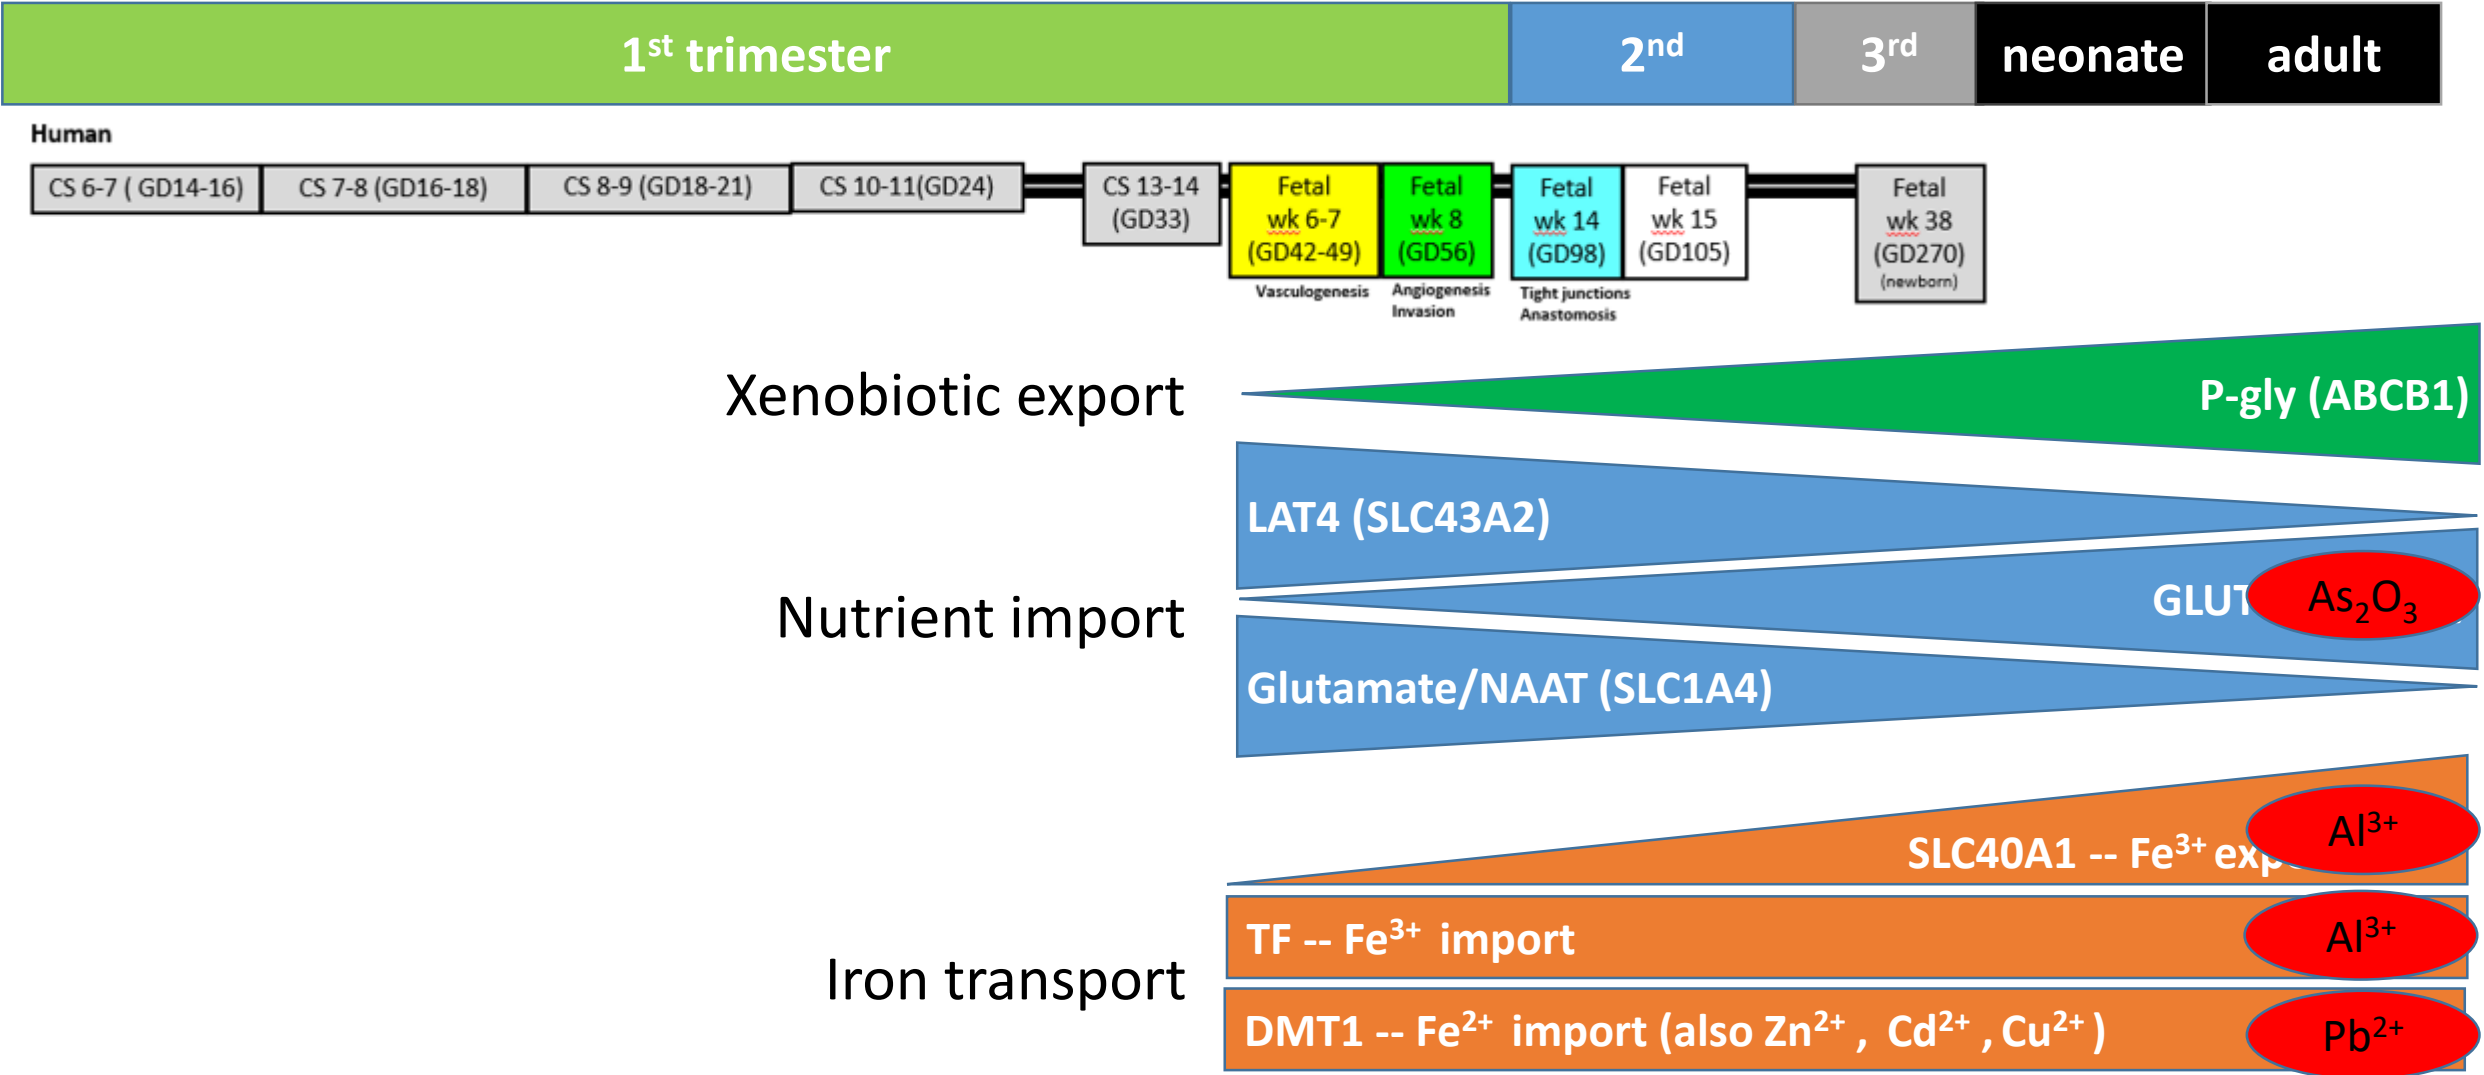 1st trimester
2nd
3rd
neonate
adult
Human
CS 6-7 ( GD14-16)
CS 7-8 (GD16-18)
CS 8-9 (GD18-21)
CS 10-11(GD24)
CS 13-14
(GD33)
Fetal
wk 6-7
(GD42-49)
Vasculogenesis
Fetal
wk 8
(GD56)
Angiogenesis
Invasion
Fetal
wk 14
(GD98)
Tight junctions
Anastomosis
Fetal
wk 15
(GD105)
Fetal
wk 38
(GD270)
(newborn)
Xenobiotic export
P-gly (ABCB1)
Nutrient import
LAT4 (SLC43A2)
GLUT
As2O3
Glutamate/NAAT (SLC1A4)
Iron transport
SLC40A1 -- Fe3+ exp
Al3+
TF -- Fe3+ import
Al3+
DMT1 -- Fe2+ import (also Zn2+ , Cd2+ , Cu2+ )
Pb2+